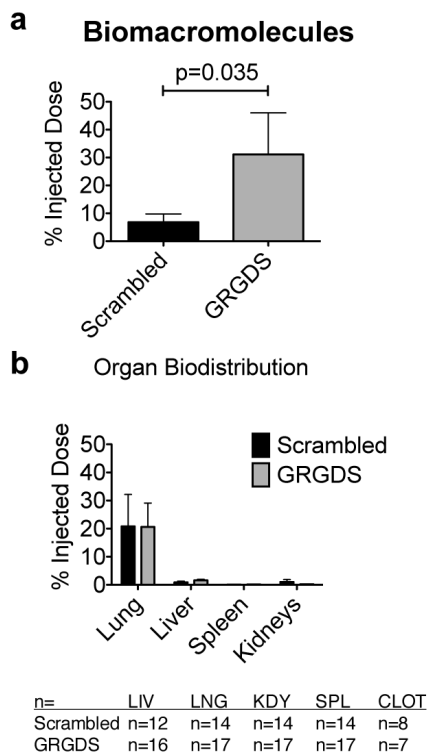 a
Biomacromolecules
p=0.035
50
40
30
20
10
0
% Injected Dose
Scrambled
GRGDS
b
Organ Biodistribution
50
40
30
20
10
0
% Injected Dose
Scrambled
GRGDS
Lung
Liver
Spleen
Kidneys
n= LIV LNG KDY SPL CLOT
Scrambled n=12 n=14 n=14 n=14 n=8
GRGDS n=16 n=17 n=17 n=17 n=7